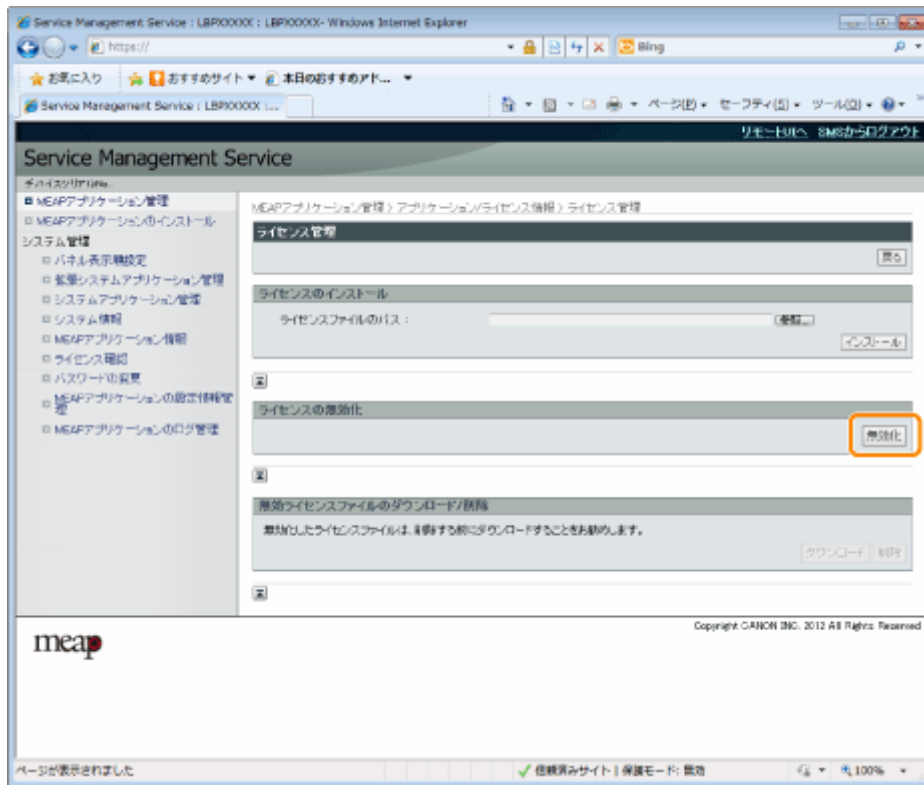 Service Management Service : LBPXXXXX : LBPXXXXX- Windows Internet Explorer
https://
Bing
お気に入り おすすめサイト 本日のおすすめアド...
Service Management Service : LBPXXXXX :...
ページ(P) セーフティ(S) ツール(O)
リモートUIへ SMSからログアウト
Service Management Service
デバイスシリアルNo.:
MEAPアプリケーション管理
MEAPアプリケーションのインストール
システム管理
パネル表示機設定
拡張システムアプリケーション管理
システムアプリケーション管理
システム情報
MEAPアプリケーション情報
ライセンス確認
パスワードの変更
MEAPアプリケーションの設定情報管理
MEAPアプリケーションのログ管理
MEAPアプリケーション管理 > アプリケーション/ライセンス情報 > ライセンス管理
ライセンス管理
戻る
ライセンスのインストール
ライセンスファイルのパス :
参照...
インストール
ライセンスの無効化
無効化
無効ライセンスファイルのダウンロード/削除
無効化したライセンスファイルは、削除する前にダウンロードすることをお勧めします。
ダウンロード 削除
Copyright CANON INC. 2012 All Rights Reserved
meap
ページが表示されました
信頼済みサイト | 保護モード: 無効
100%